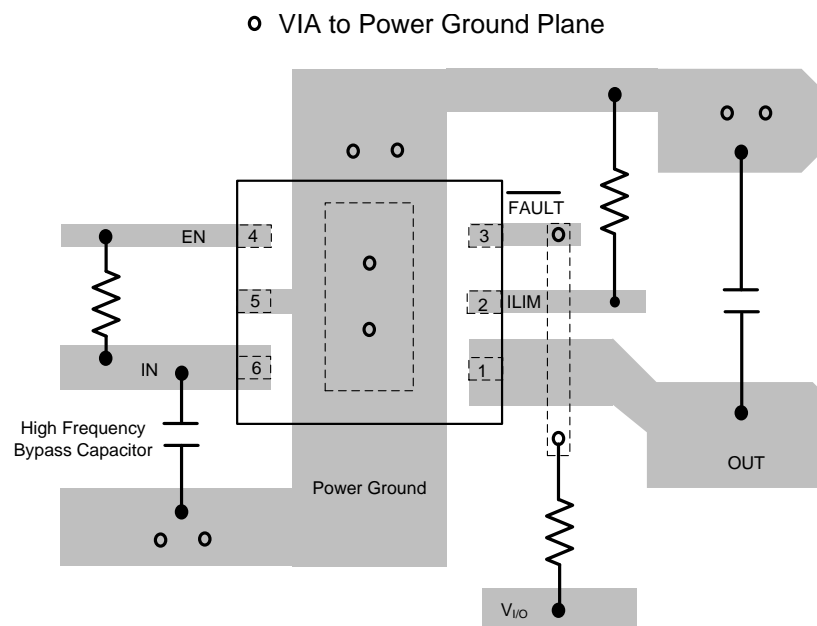 VIA to Power Ground Plane
FAULT
EN
4
3
5
2
ILIM
IN
6
1
High Frequency
Bypass Capacitor
OUT
Power Ground
VI/O